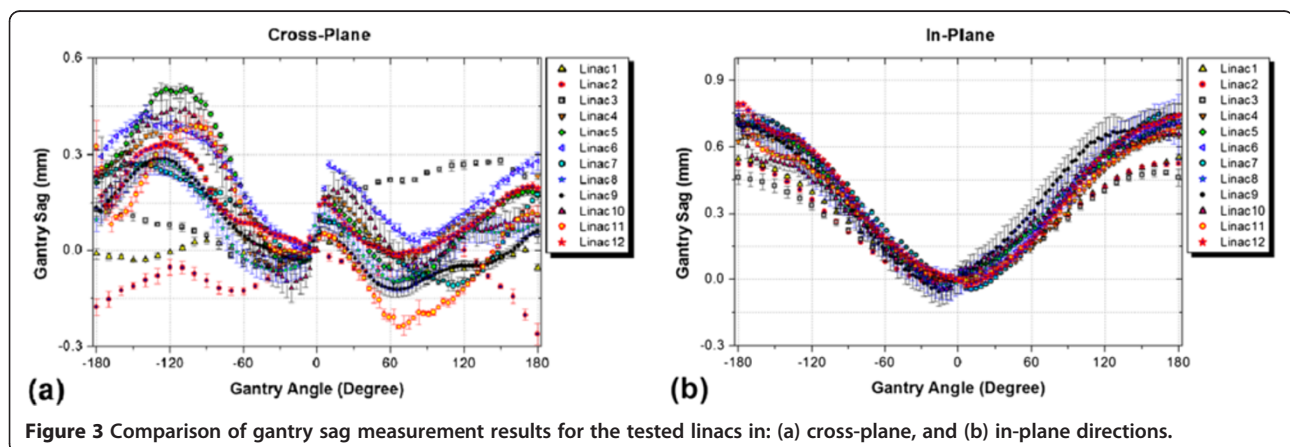 Cross-Plane
In-Plane
0.6
0.3
0.0
-0.3
Gantry Sag (mm)
-180 -120 -60 0 60 120 180
Gantry Angle (Degree)
(a)
Linac1
Linac2
Linac3
Linac4
Linac5
Linac6
Linac7
Linac8
Linac9
Linac10
Linac11
Linac12
0.9
0.6
0.3
0.0
-0.3
Gantry Sag (mm)
-180 -120 -60 0 60 120 180
Gantry Angle (Degree)
(b)
Linac1
Linac2
Linac3
Linac4
Linac5
Linac6
Linac7
Linac8
Linac9
Linac10
Linac11
Linac12
Figure 3 Comparison of gantry sag measurement results for the tested linacs in: (a) cross-plane, and (b) in-plane directions.